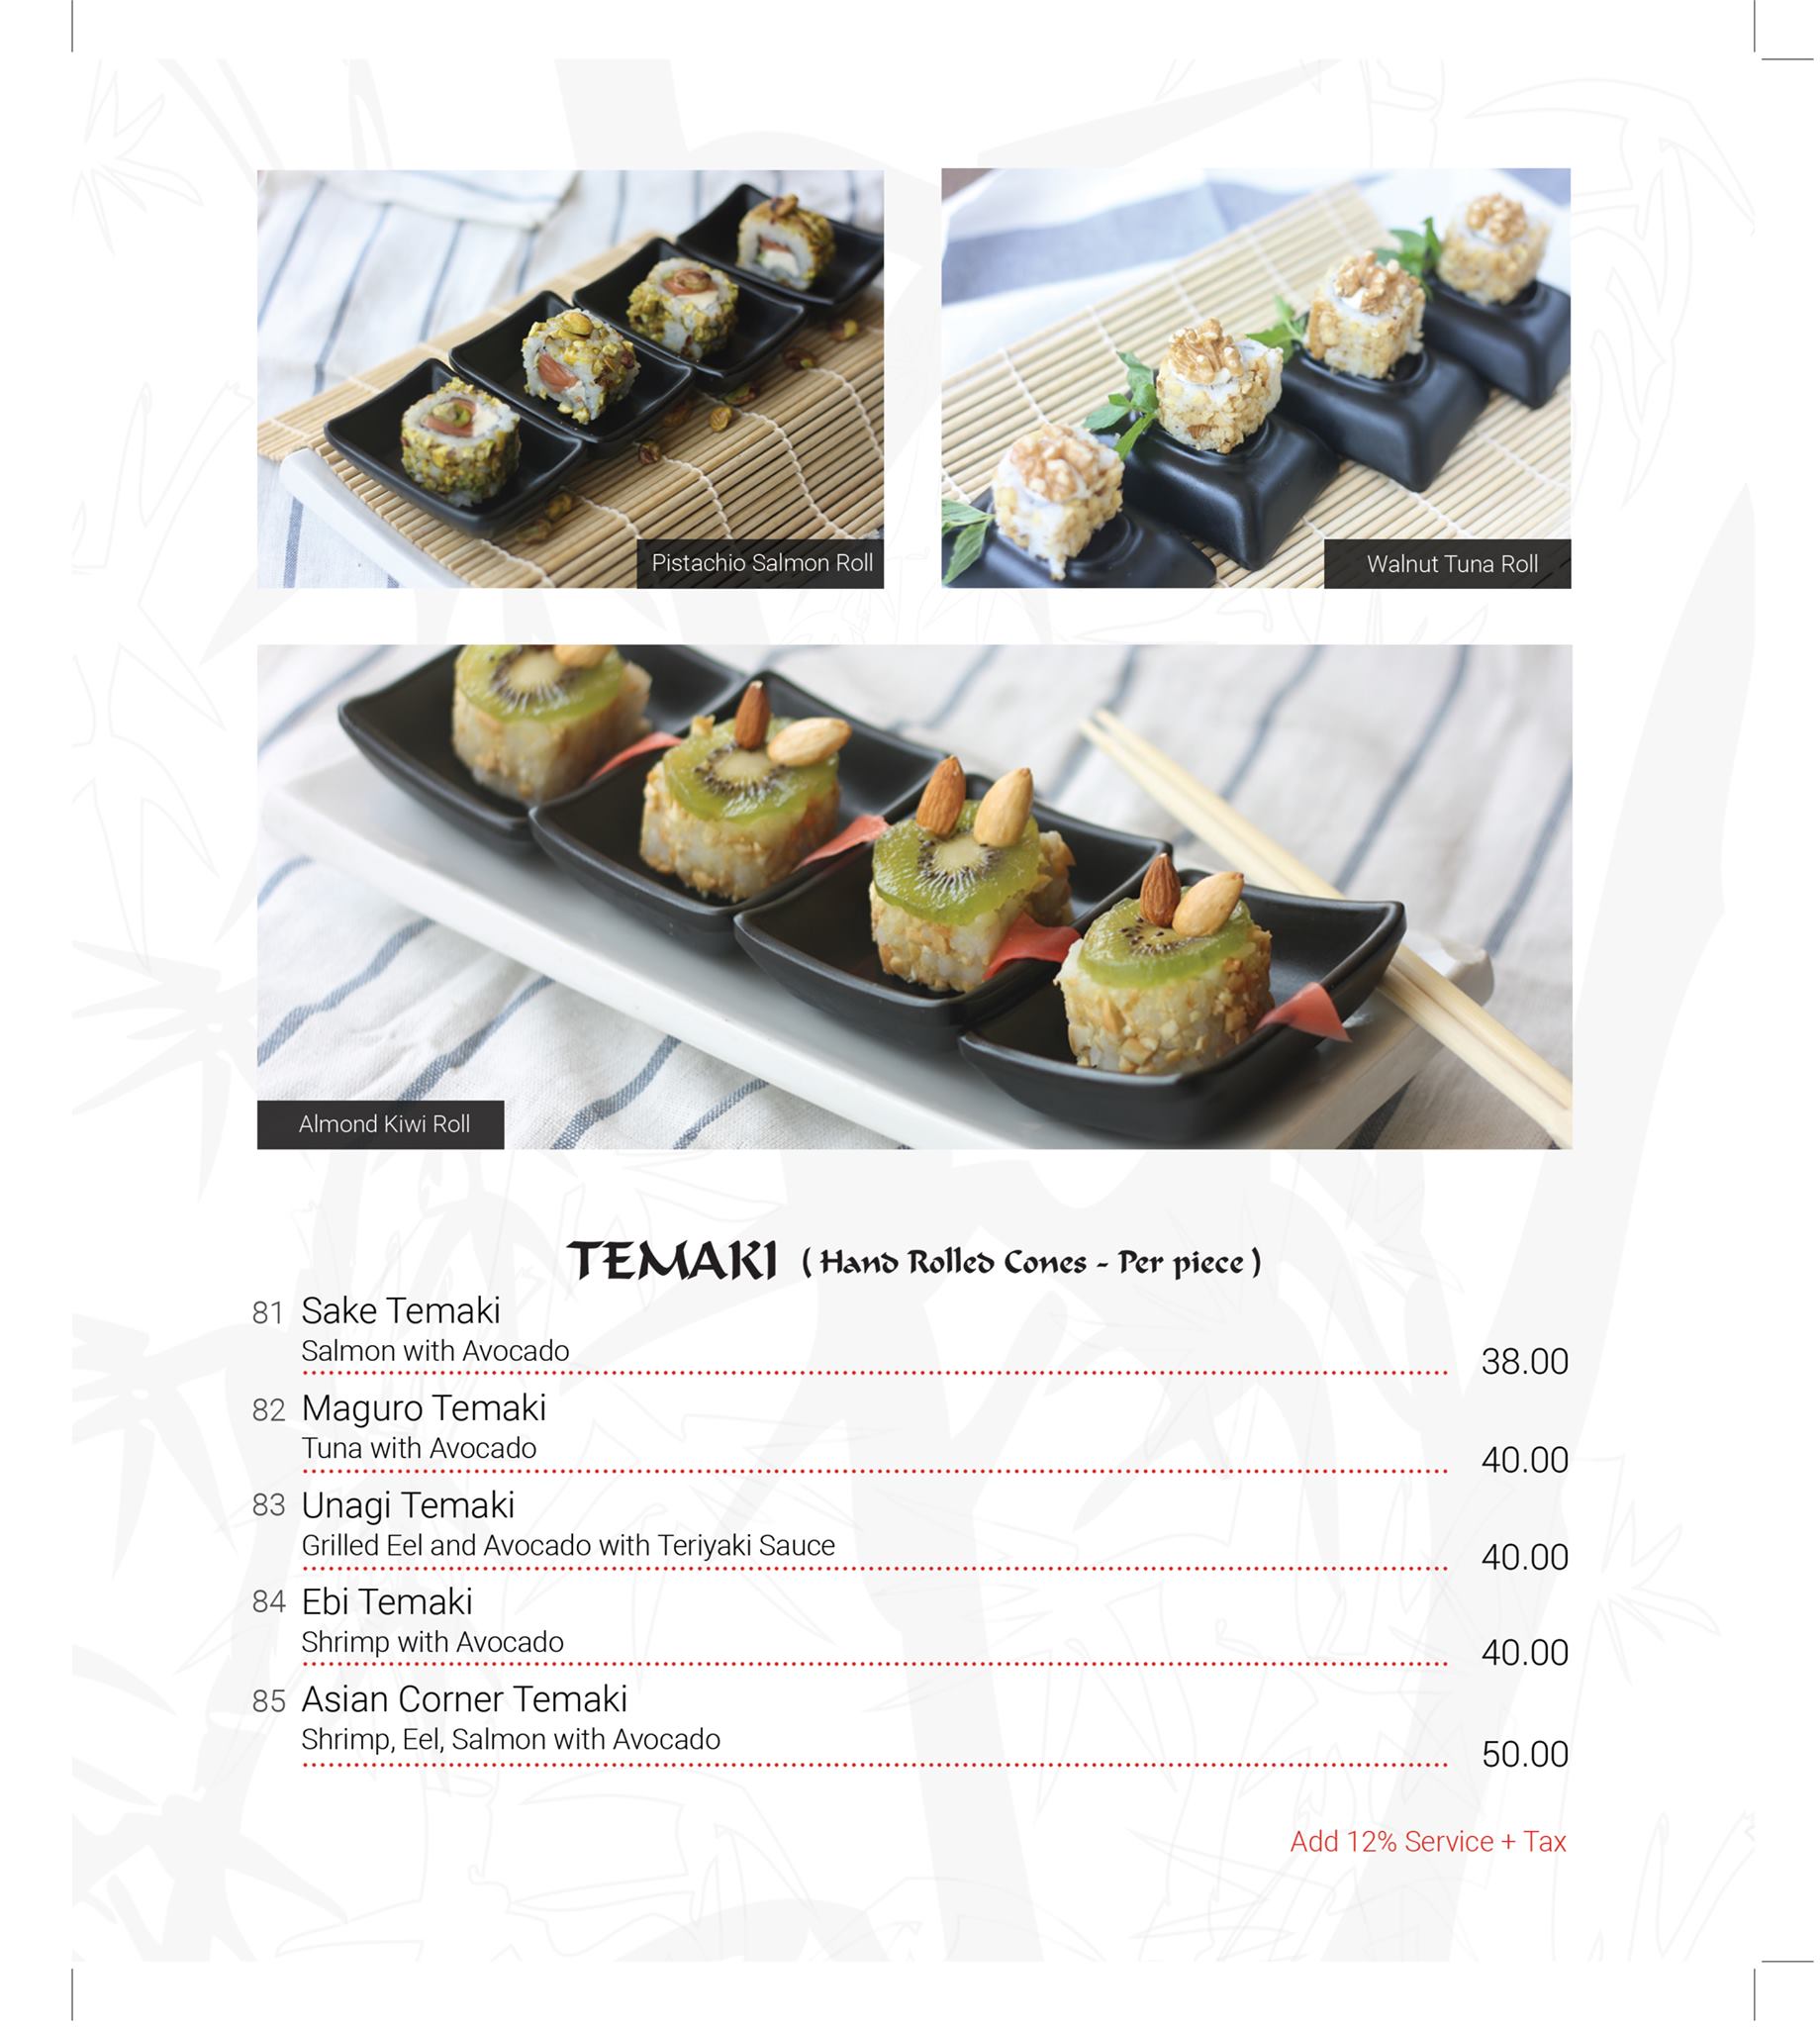 Pistachio Salmon Roll
Walnut Tuna Roll
Almond Kiwi Roll
TEMAKI ( Hand Rolled Cones - Per piece )
81 Sake Temaki
Salmon with Avocado
38.00
82 Maguro Temaki
Tuna with Avocado
40.00
83 Unagi Temaki
Grilled Eel and Avocado with Teriyaki Sauce
40.00
84 Ebi Temaki
Shrimp with Avocado
40.00
85 Asian Corner Temaki
Shrimp, Eel, Salmon with Avocado
50.00
Add 12% Service + Tax